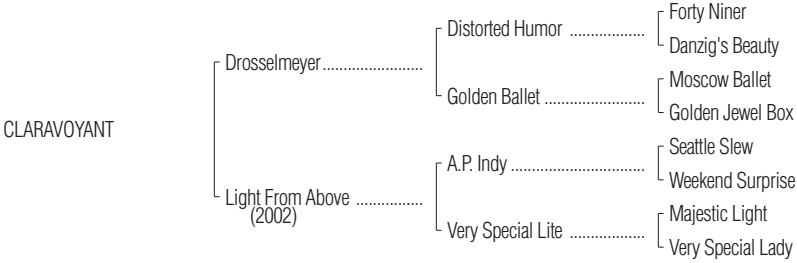 Forty Niner
Distorted Humor ..................
Danzig's Beauty
Drosselmeyer........................
Moscow Ballet
Golden Ballet ........................
Golden Jewel Box
CLARAVOYANT
Seattle Slew
A.P. Indy ................................
Weekend Surprise
Light From Above ................
(2002)
Majestic Light
Very Special Lite ..................
Very Special Lady